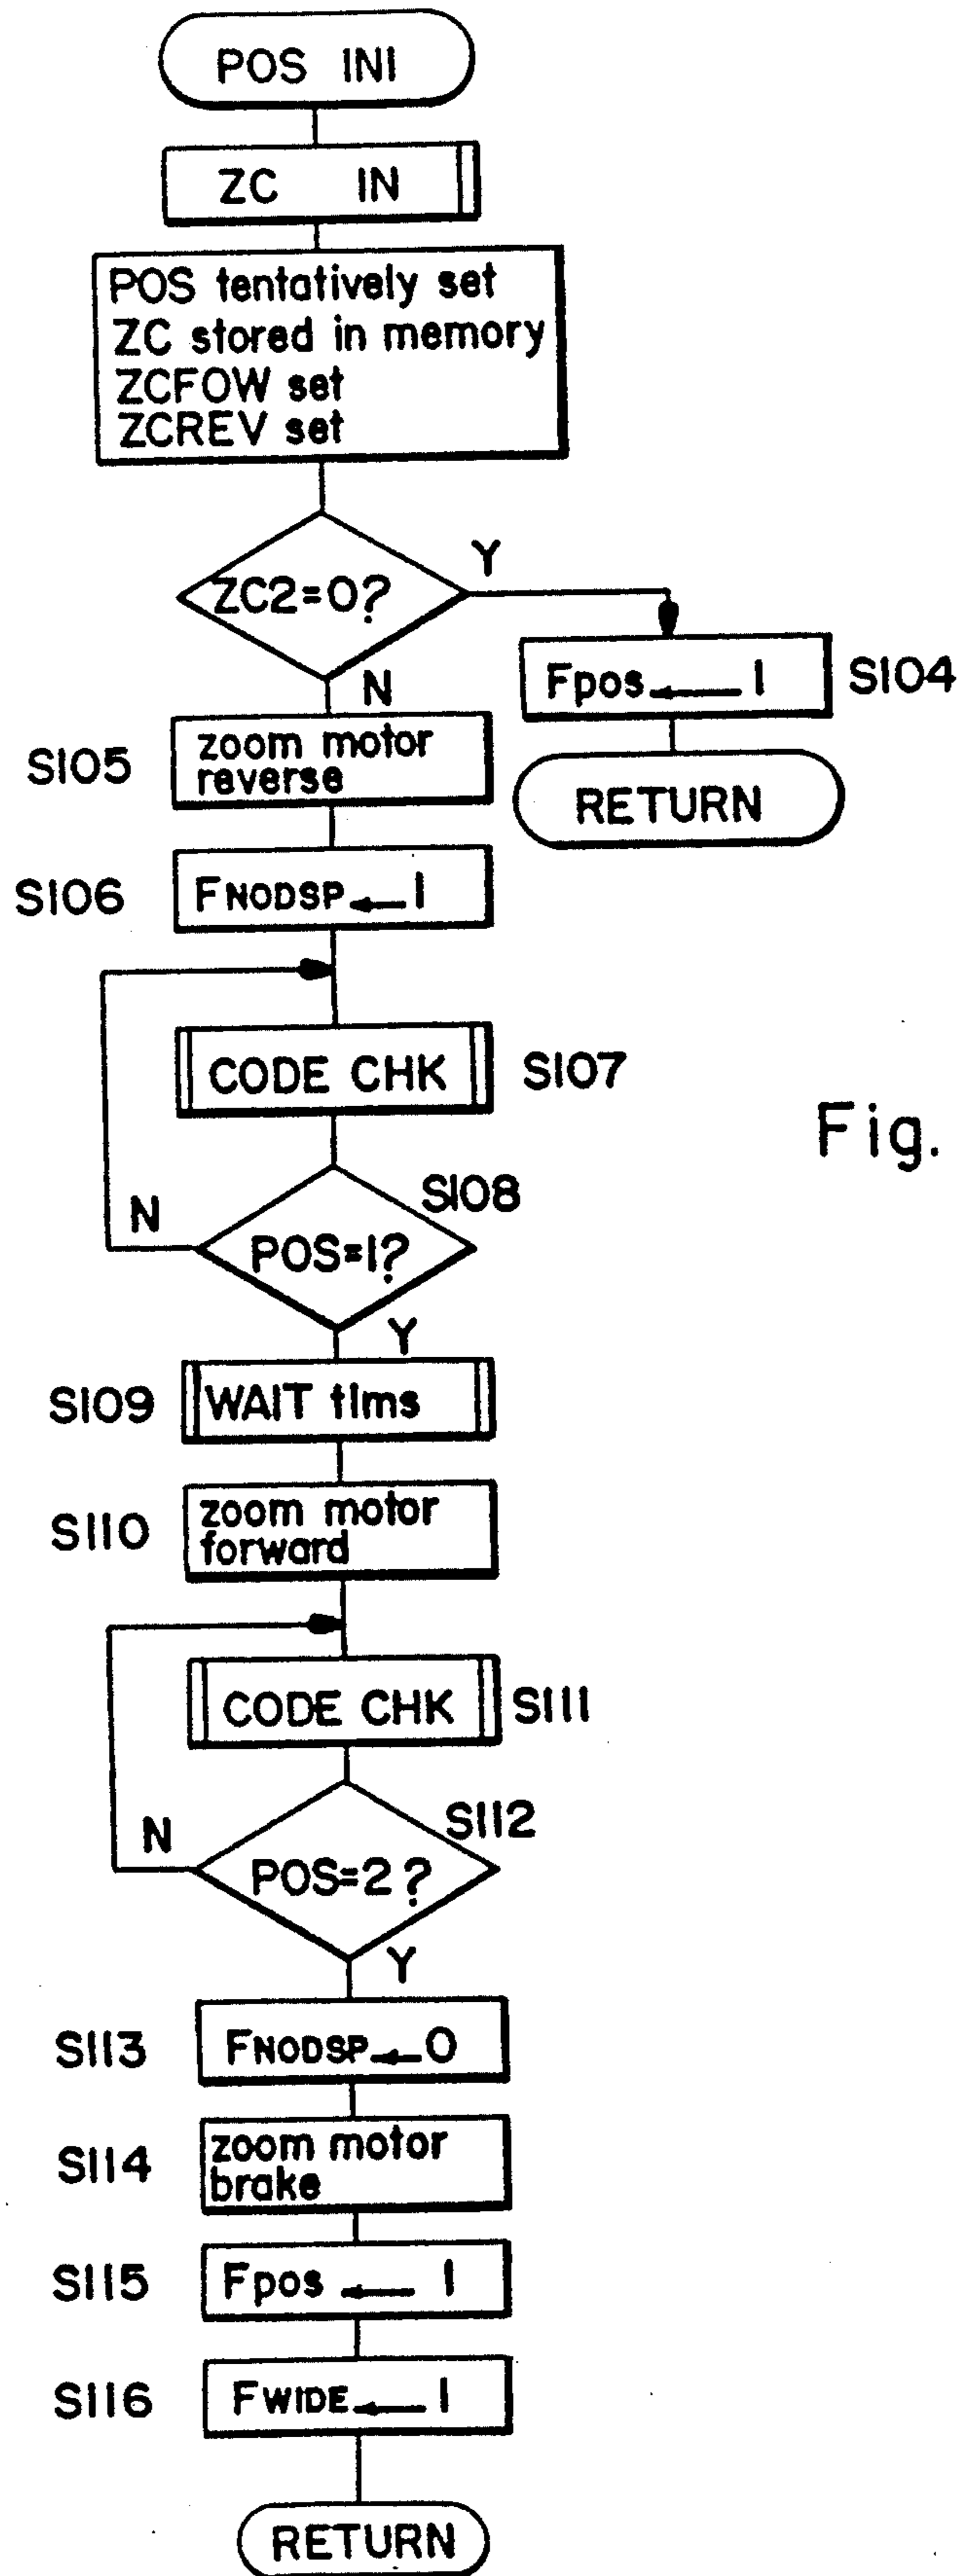 POS INI
ZC IN
POS tentatively set
ZC stored in memory
ZCFOW set
ZCREV set
ZC2=0?
Y
N
Fpos ← 1
S104
RETURN
S105
zoom motor
reverse
S106
FNODSP ← 1
CODE CHK
S107
Fig.
S108
N
POS=1?
Y
S109
WAIT t1ms
S110
zoom motor
forward
CODE CHK
S111
S112
N
POS=2?
Y
S113
FNODSP ← 0
S114
zoom motor
brake
S115
Fpos ← 1
S116
FWIDE ← 1
RETURN